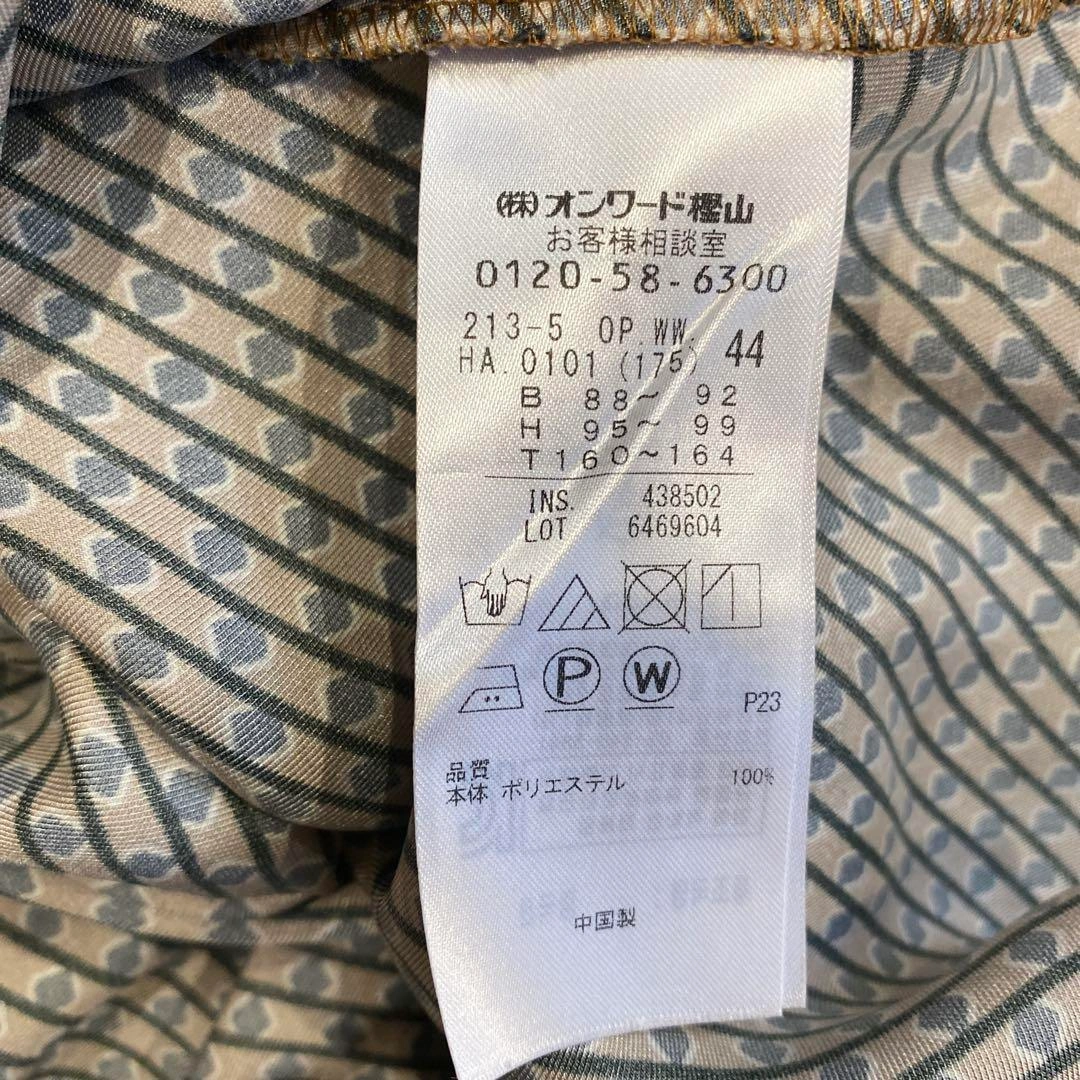 (株)オンワード樫山
お客様相談室
0120-58-6300
213-5 OP.WW. 44
HA.0101 (175)
B 88~ 92
H 95~ 99
T160~164
INS. 438502
LOT 6469604
P W P23
品質
本体 ポリエステル 100%
中国製